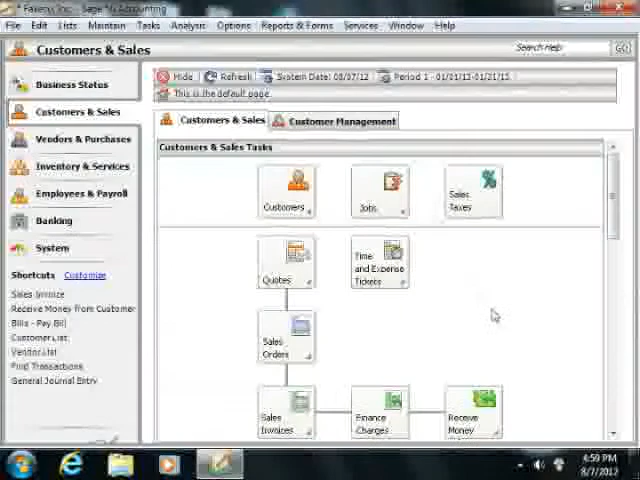 Fakeaxx, Inc. - Sage 50 Accounting
File Edit Lists Maintain Tasks Analysis Options Reports & Forms Services Window Help
Customers & Sales
Search Help
GO
Business Status
Customers & Sales
Vendors & Purchases
Inventory & Services
Employees & Payroll
Banking
System
Shortcuts Customize
Sales Invoice
Receive Money from Customer
Bills - Pay Bill
Customer List
Vendor List
Find Transactions
General Journal Entry
Hide Refresh System Date: 08/07/12 Period 1 - 01/01/13-01/31/13
This is the default page.
Customers & Sales Customer Management
Customers & Sales Tasks
Customers
Jobs
Sales
Taxes
Quotes
Time
and Expense
Tickets
Sales
Orders
Sales
Invoices
Finance
Charges
Receive
Money
4:59 PM
8/7/2012